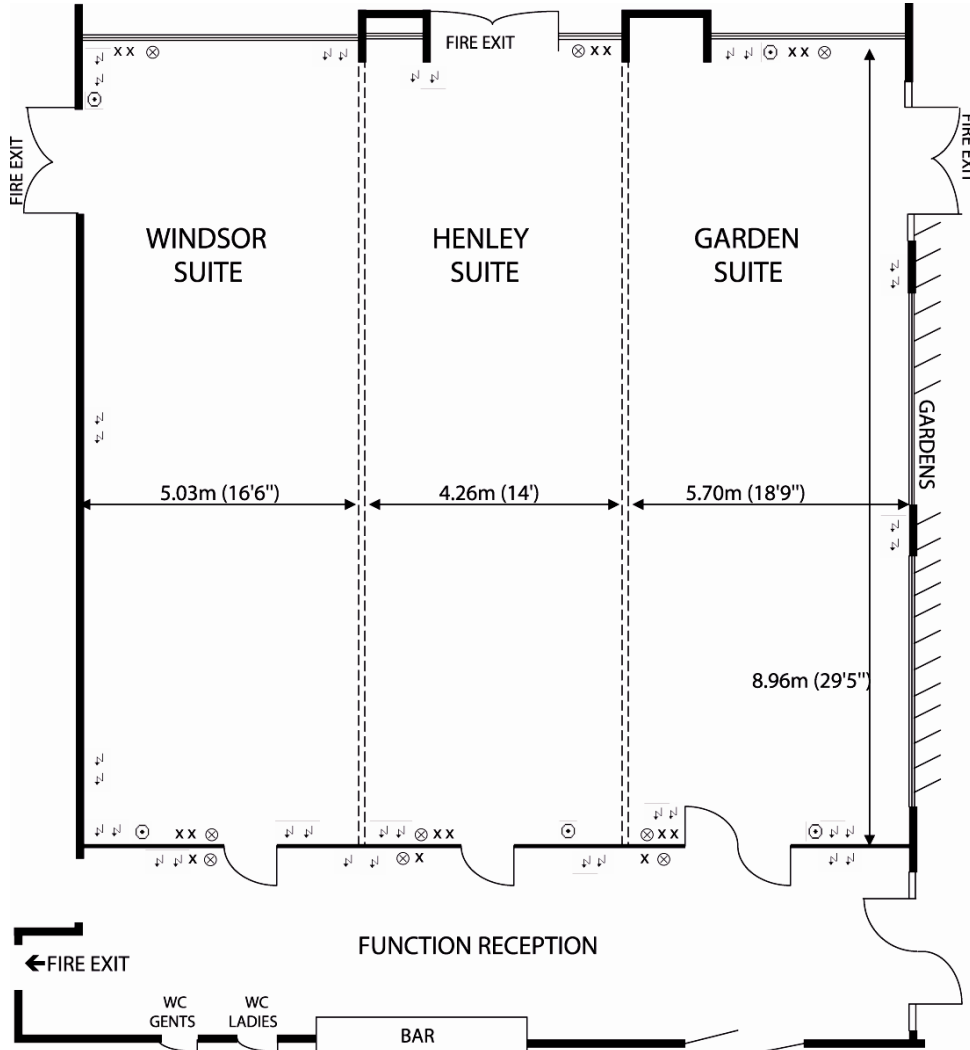 FIRE EXIT
x x
x x
x x
FIRE EXIT
FIRE EXIT
WINDSOR
SUITE
HENLEY
SUITE
GARDEN
SUITE
GARDENS
5.03m (16'6")
4.26m (14')
5.70m (18'9")
8.96m (29'5")
x x
x x
x x
x
x
x
FUNCTION RECEPTION
FIRE EXIT
WC
GENTS
WC
LADIES
BAR